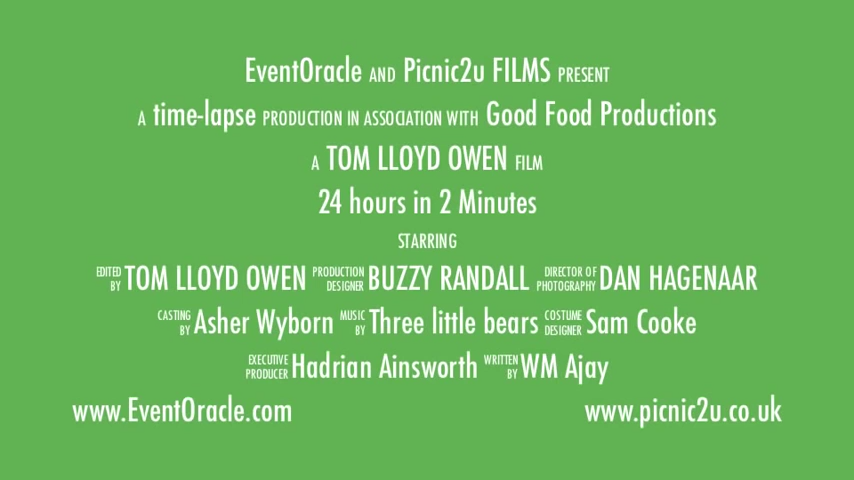 EventOracle AND Picnic2u FILMS PRESENT
A time-lapse PRODUCTION IN ASSOCIATION WITH Good Food Productions
A TOM LLOYD OWEN FILM
24 hours in 2 Minutes
STARRING
EDITED BY TOM LLOYD OWEN PRODUCTION DESIGNER BUZZY RANDALL DIRECTOR OF PHOTOGRAPHY DAN HAGENAAR
CASTING BY Asher Wyborn MUSIC BY Three little bears COSTUME DESIGNER Sam Cooke
EXECUTIVE PRODUCER Hadrian Ainsworth WRITTEN BY WM Ajay
www.EventOracle.com www.picnic2u.co.uk